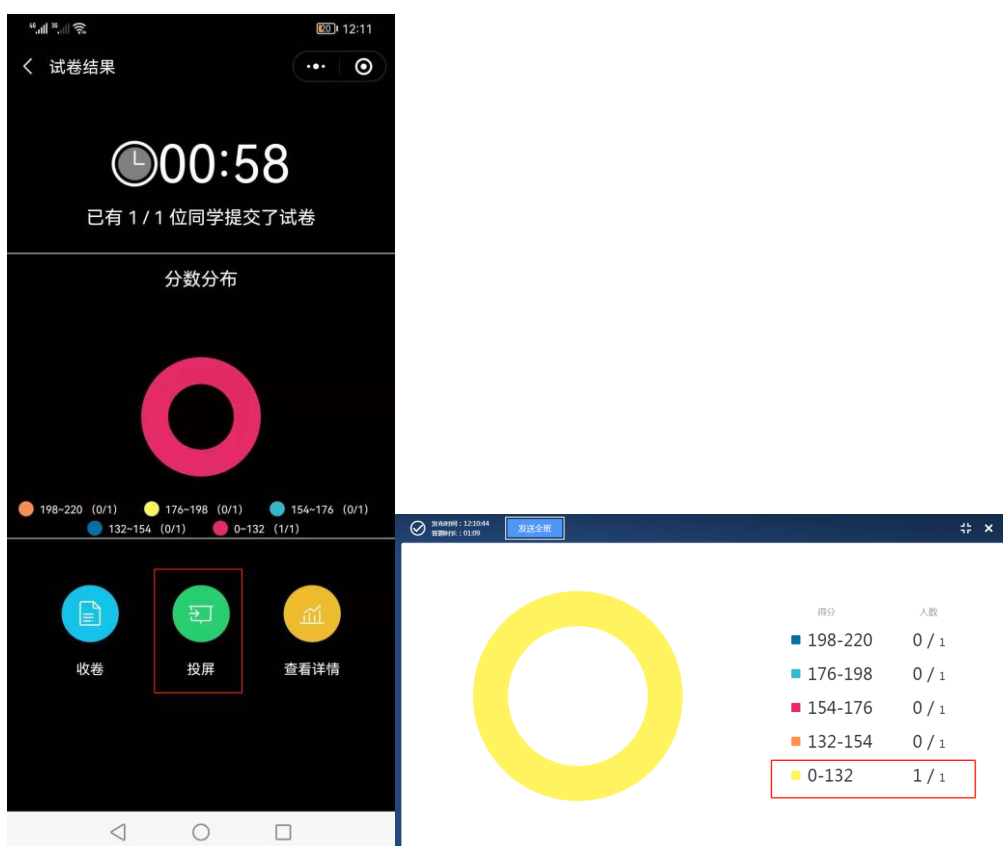 4G 3G 20 12:11
试卷结果
00:58
已有 1 / 1 位同学提交了试卷
分数分布
198~220 (0/1) 176~198 (0/1) 154~176 (0/1)
132~154 (0/1) 0~132 (1/1)
收卷 投屏 查看详情
发布时间：12:10:44
答题时长：01:09
发送全班
得分 人数
198-220 0 / 1
176-198 0 / 1
154-176 0 / 1
132-154 0 / 1
0-132 1 / 1